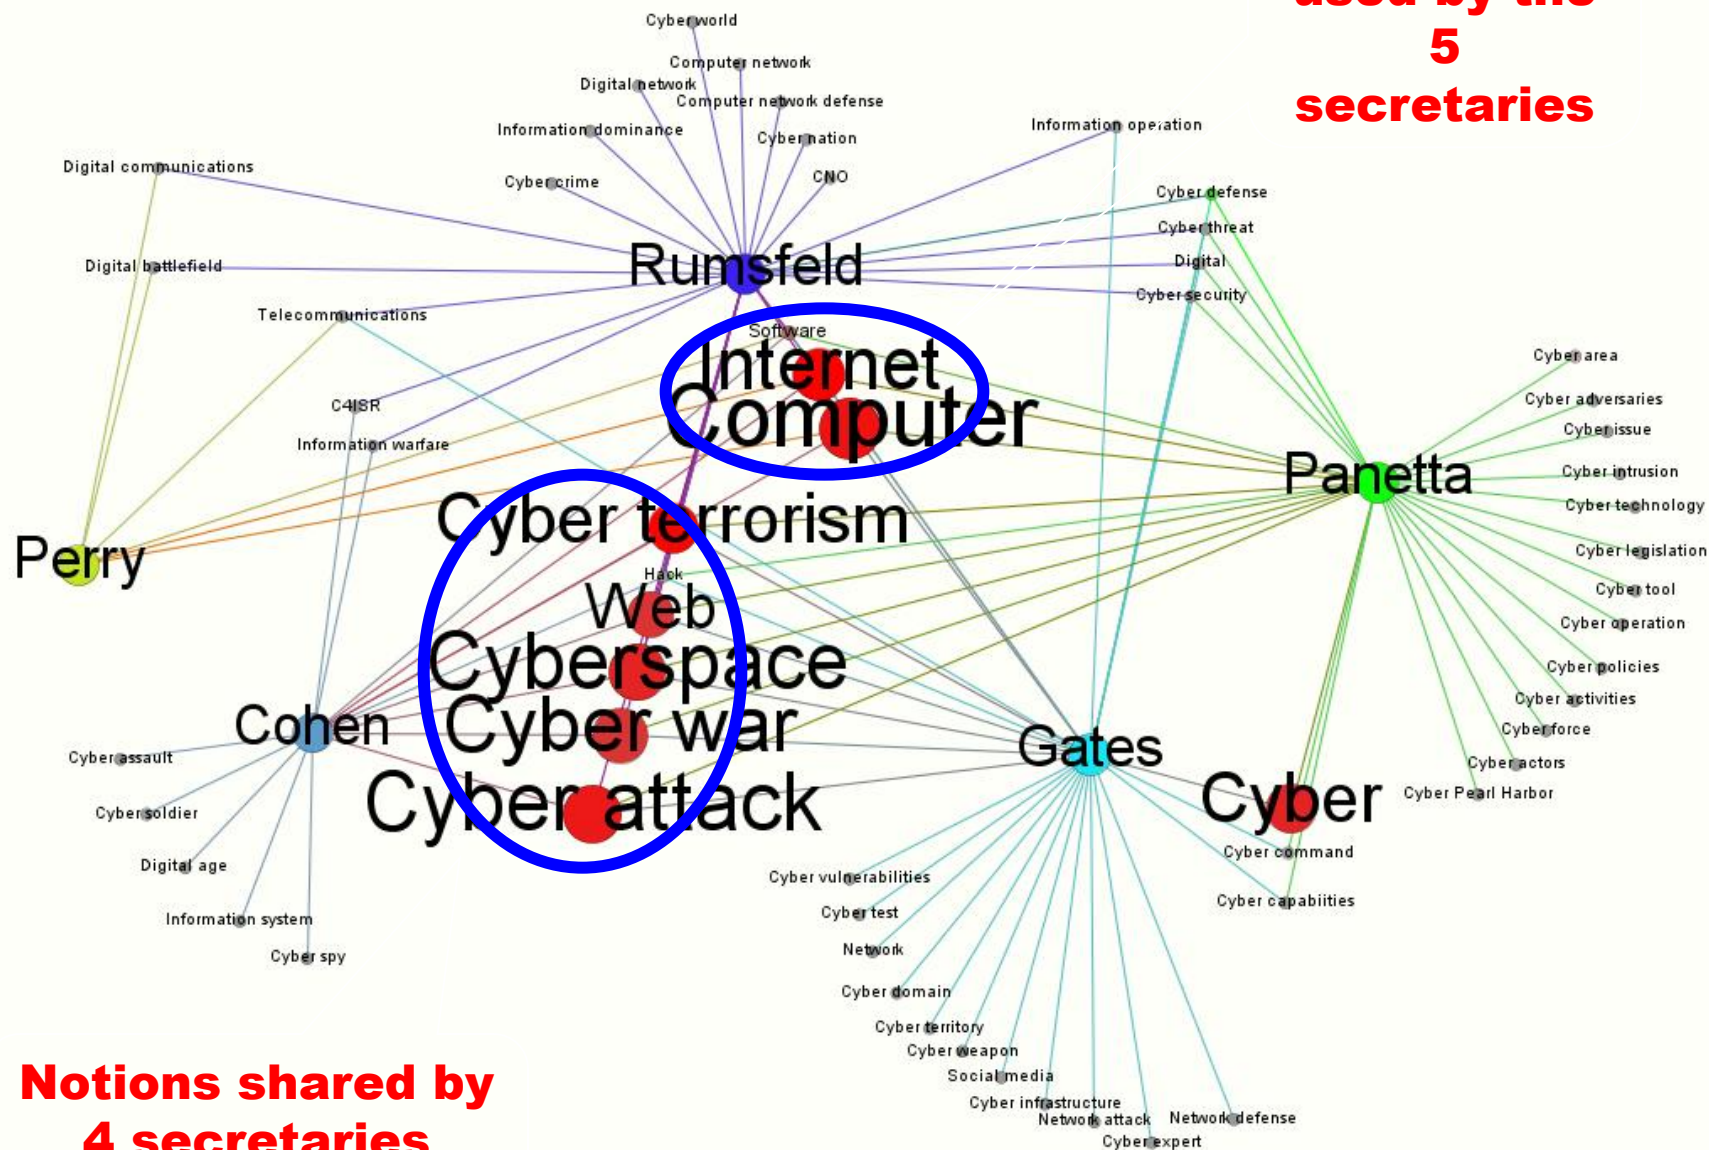 used by the
5
secretaries
Cyber world
Computer network
Digital network
Computer network defense
Information dominance
Cyber nation
Information operation
Digital communications
Cyber crime
CNO
Cyber defense
Cyber threat
Digital battlefield
Rumsfeld
Digital
Cyber security
Telecommunications
Software
Internet
Cyber area
C4ISR
Computer
Cyber adversaries
Information warfare
Cyber issue
Panetta
Cyber intrusion
Cyber terrorism
Cyber technology
Perry
Hack
Cyber legislation
Web
Cyber tool
Cyber operation
Cyberspace
Cyber policies
Cyber activities
Cohen
Cyber war
Cyber force
Gates
Cyber assault
Cyber actors
Cyber attack
Cyber
Cyber Pearl Harbor
Cyber soldier
Cyber command
Digital age
Cyber vulnerabilities
Cyber capabiities
Information system
Cyber test
Cyber spy
Network
Cyber domain
Cyber territory
Cyber weapon
Social media
Cyber infrastructure
Network attack
Network defense
Cyber expert
Notions shared by
4 secretaries